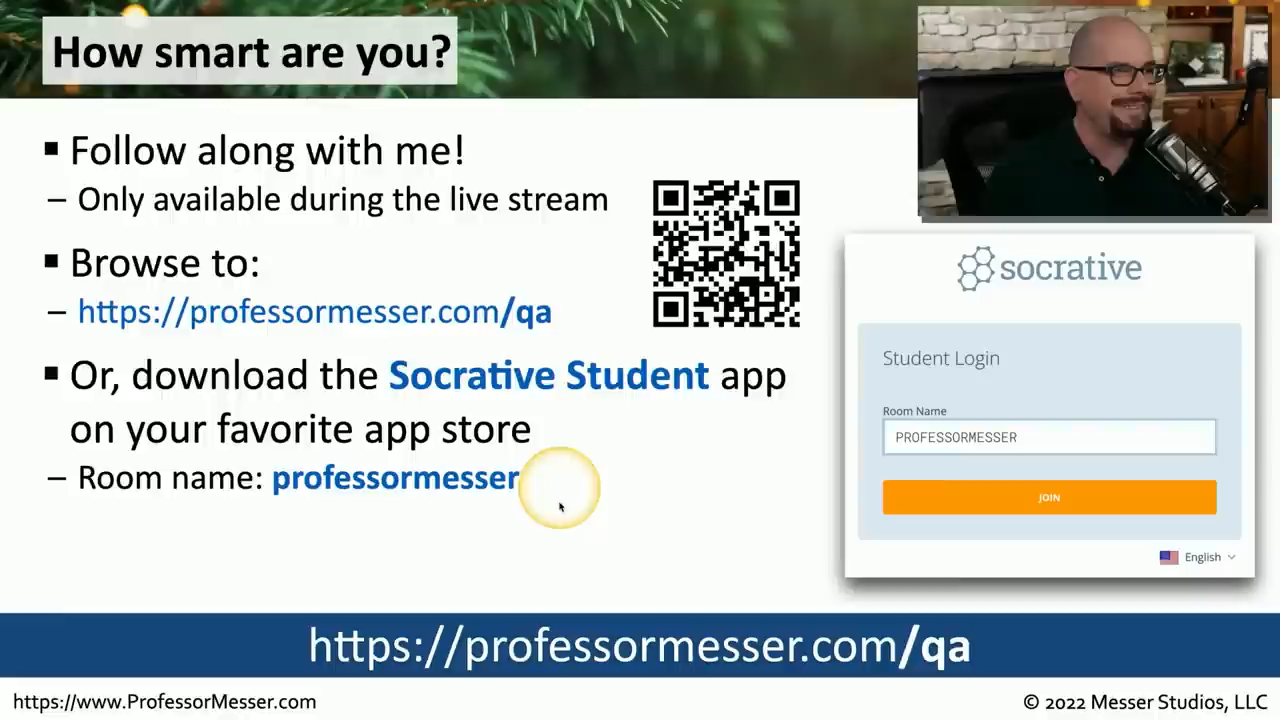 How smart are you?
▪ Follow along with me!
– Only available during the live stream
▪ Browse to:
– https://professormesser.com/qa
▪ Or, download the Socrative Student app
on your favorite app store
– Room name: professormesser
socrative
Student Login
Room Name
PROFESSORMESSER
JOIN
English
https://professormesser.com/qa
https://www.ProfessorMesser.com
© 2022 Messer Studios, LLC